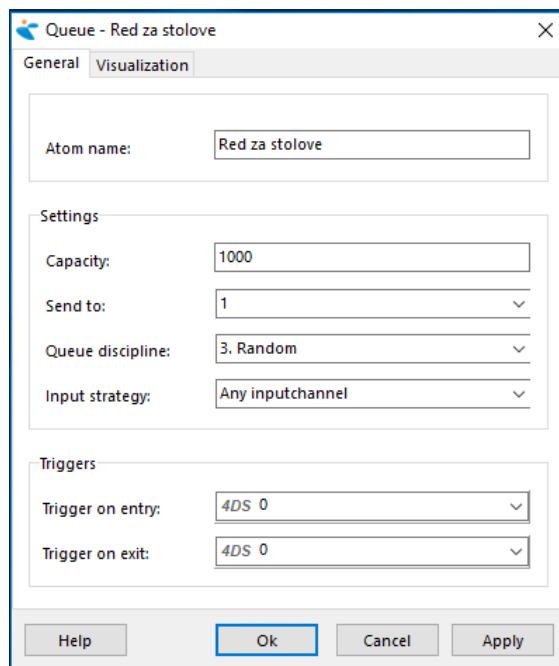 Queue - Red za stolove
General Visualization
Atom name: Red za stolove
Settings
Capacity: 1000
Send to: 1
Queue discipline: 3. Random
Input strategy: Any inputchannel
Triggers
Trigger on entry: 4DS 0
Trigger on exit: 4DS 0
Help Ok Cancel Apply